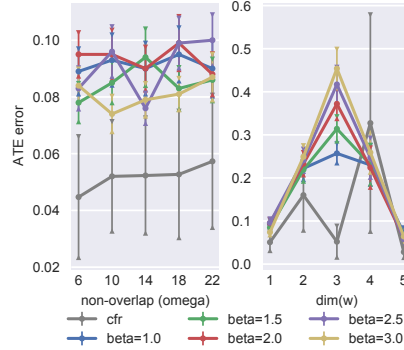 0.6
0.10
0.5
0.08
0.4
ATE error
0.3
0.06
0.2
0.04
0.1
0.02
0.0
6 10 14 18 22
1 2 3 4 5
non-overlap (omega)
dim(w)
cfr beta=1.5 beta=2.5
beta=1.0 beta=2.0 beta=3.0